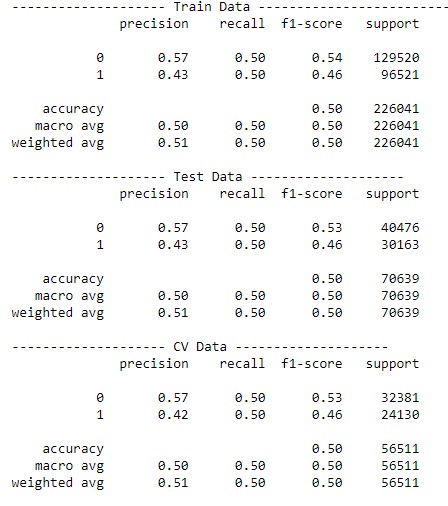 -------------------- Train Data -------------------------
precision recall f1-score support
0 0.57 0.50 0.54 129520
1 0.43 0.50 0.46 96521
accuracy 0.50 226041
macro avg 0.50 0.50 0.50 226041
weighted avg 0.51 0.50 0.50 226041
-------------------- Test Data --------------------
precision recall f1-score support
0 0.57 0.50 0.53 40476
1 0.43 0.50 0.46 30163
accuracy 0.50 70639
macro avg 0.50 0.50 0.50 70639
weighted avg 0.51 0.50 0.50 70639
-------------------- CV Data --------------------
precision recall f1-score support
0 0.57 0.50 0.53 32381
1 0.42 0.50 0.46 24130
accuracy 0.50 56511
macro avg 0.50 0.50 0.50 56511
weighted avg 0.51 0.50 0.50 56511